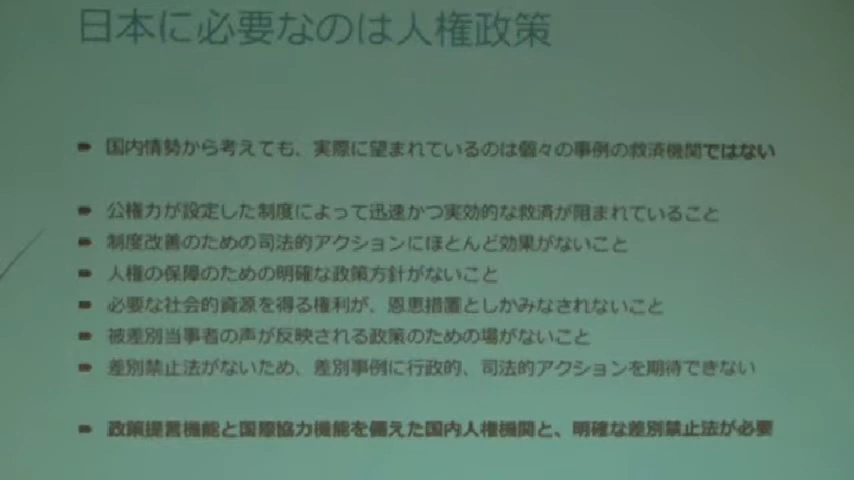 日本に必要なのは人権政策
国内情勢から考えても、実際に望まれているのは個々の事例の救済機関ではない
公権力が設定した制度によって迅速かつ実効的な救済が阻まれていること
制度改善のための司法的アクションにほとんど効果がないこと
人権の保障のための明確な政策方針がないこと
必要な社会的資源を得る権利が、恩恵措置としかみなされないこと
被差別当事者の声が反映される政策のための場がないこと
差別禁止法がないため、差別事例に行政的、司法的アクションを期待できない
政策提言機能と国際協力機能を備えた国内人権機関と、明確な差別禁止法が必要